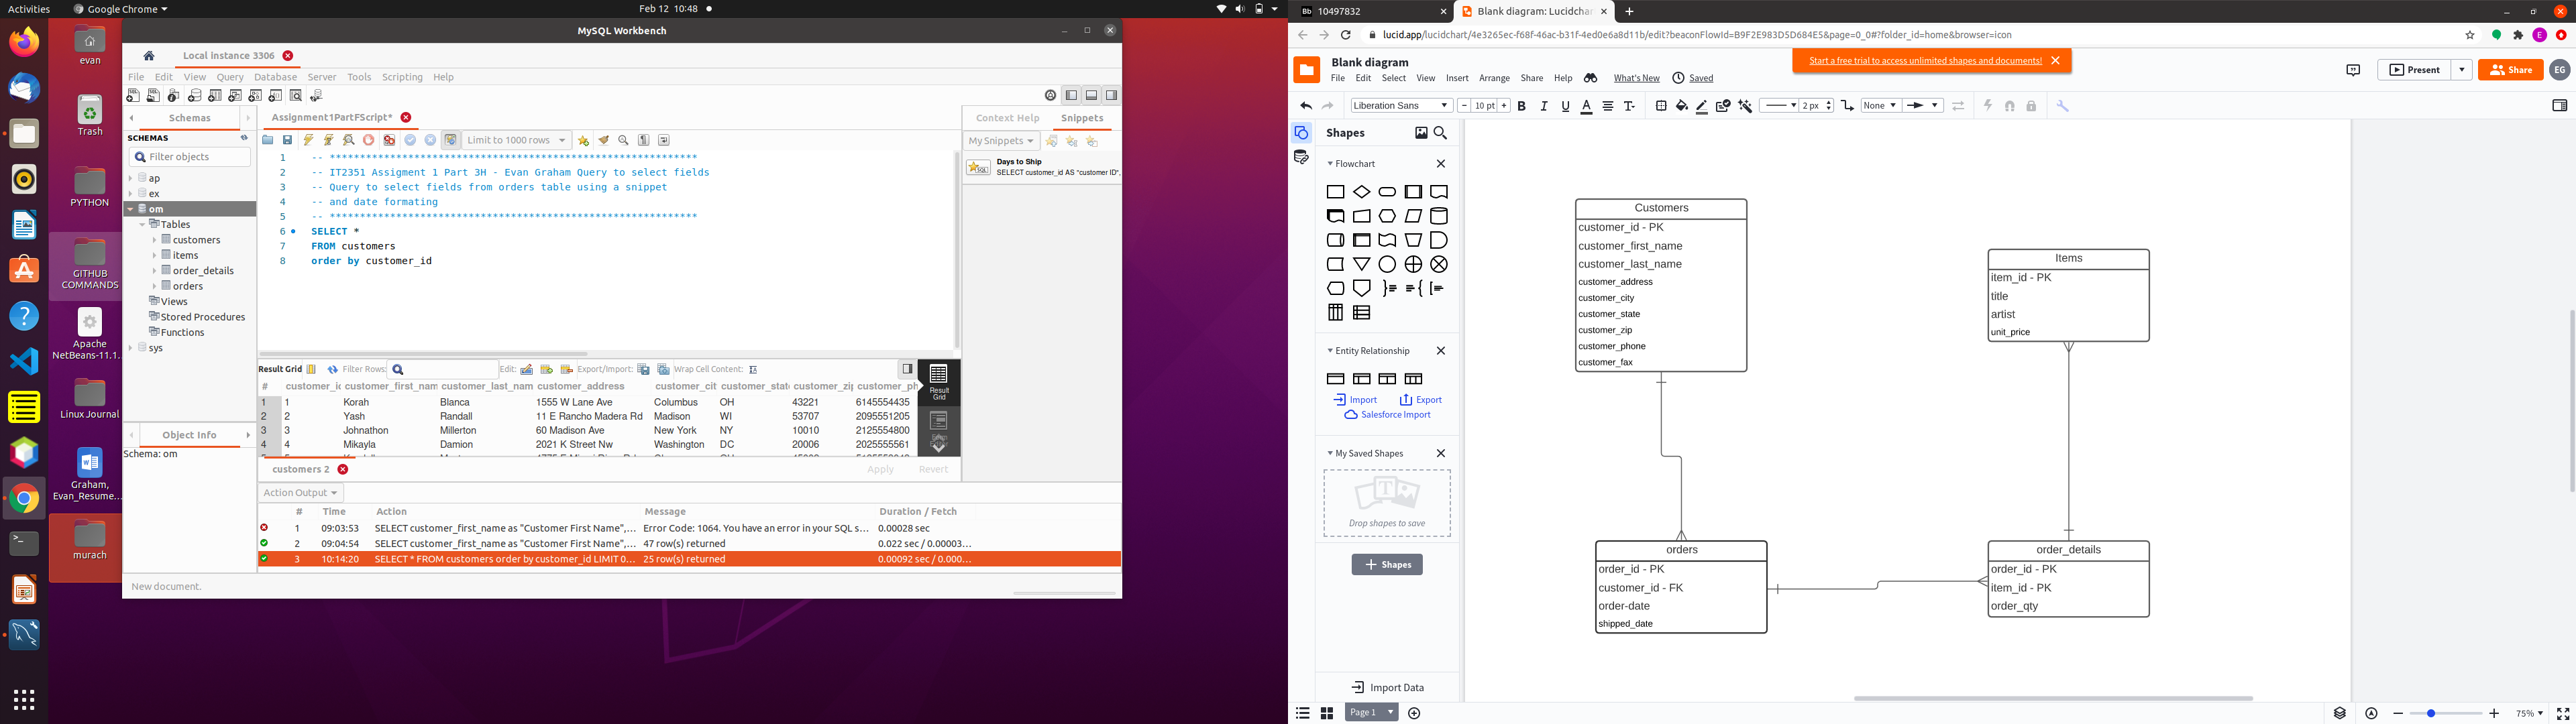 Activities
Google Chrome
Feb 12 10:48
evan
Trash
PYTHON
GITHUB
COMMANDS
Apache
NetBeans-11.1...
Linux Journal
Graham,
Evan_Resume...
murach
MySQL Workbench
Local instance 3306
File Edit View Query Database Server Tools Scripting Help
Schemas
SCHEMAS
Filter objects
ap
ex
om
Tables
customers
items
order_details
orders
Views
Stored Procedures
Functions
sys
Object Info
Schema: om
Assignment1PartFScript*
Limit to 1000 rows
1 -- *************************************************************
2 -- IT2351 Assigment 1 Part 3H - Evan Graham Query to select fields
3 -- Query to select fields from orders table using a snippet
4 -- and date formating
5 -- *************************************************************
6 SELECT *
7 FROM customers
8 order by customer_id
Context Help Snippets
My Snippets
Days to Ship
SELECT customer_id AS "customer ID",
Result Grid Filter Rows: Edit: Export/Import: Wrap Cell Content:
# customer_id customer_first_nam customer_last_nam customer_address customer_cit customer_stat customer_zip customer_ph
1 1 Korah Blanca 1555 W Lane Ave Columbus OH 43221 6145554435
2 2 Yash Randall 11 E Rancho Madera Rd Madison WI 53707 2095551205
3 3 Johnathon Millerton 60 Madison Ave New York NY 10010 2125554800
4 4 Mikayla Damion 2021 K Street Nw Washington DC 20006 2025555561
Result
Grid
customers 2
Apply Revert
Action Output
# Time Action Message Duration / Fetch
1 09:03:53 SELECT customer_first_name as "Customer First Name",... Error Code: 1064. You have an error in your SQL s... 0.00028 sec
2 09:04:54 SELECT customer_first_name as "Customer First Name",... 47 row(s) returned 0.022 sec / 0.00003...
3 10:14:20 SELECT * FROM customers order by customer_id LIMIT 0... 25 row(s) returned 0.00092 sec / 0.000...
New document.
Bb 10497832
Blank diagram: Lucidchar
lucid.app/lucidchart/4e3265ec-f68f-46ac-b31f-4ed0e6a8d11b/edit?beaconFlowId=B9F2E983D5D684E5&page=0_0#?folder_id=home&browser=icon
E
Blank diagram
File Edit Select View Insert Arrange Share Help What's New Saved
Start a free trial to access unlimited shapes and documents!
Present
Share
EG
Liberation Sans
10 pt
B I U A T
2 px
None
Shapes
Flowchart
Entity Relationship
Import Export
Salesforce Import
My Saved Shapes
T
Drop shapes to save
Shapes
Import Data
Page 1
75%
Customers
customer_id - PK
customer_first_name
customer_last_name
customer_address
customer_city
customer_state
customer_zip
customer_phone
customer_fax
Items
item_id - PK
title
artist
unit_price
orders
order_id - PK
customer_id - FK
order-date
shipped_date
order_details
order_id - PK
item_id - PK
order_qty